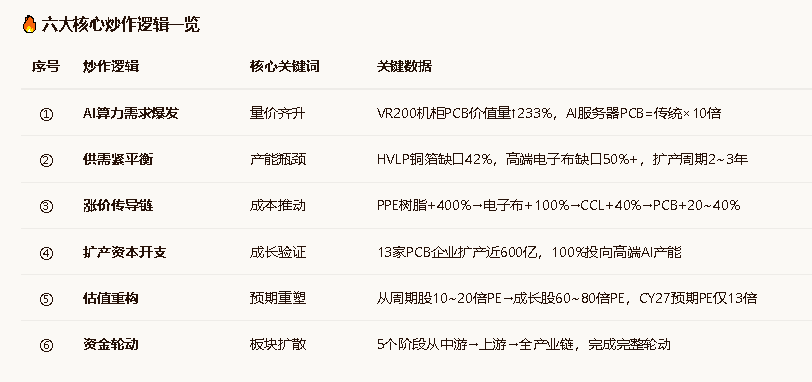 🔥 六大核心炒作逻辑一览
序号 炒作逻辑 核心关键词 关键数据
① AI算力需求爆发 量价齐升 VR200机柜PCB价值量↑233%，AI服务器PCB=传统×10倍
② 供需紧平衡 产能瓶颈 HVLP铜箔缺口42%，高端电子布缺口50%+，扩产周期2~3年
③ 涨价传导链 成本推动 PPE树脂+400%→电子布+100%→CCL+40%→PCB+20~40%
④ 扩产资本开支 成长验证 13家PCB企业扩产近600亿，100%投向高端AI产能
⑤ 估值重构 预期重塑 从周期股10~20倍PE→成长股60~80倍PE，CY27预期PE仅13倍
⑥ 资金轮动 板块扩散 5个阶段从中游→上游→全产业链，完成完整轮动